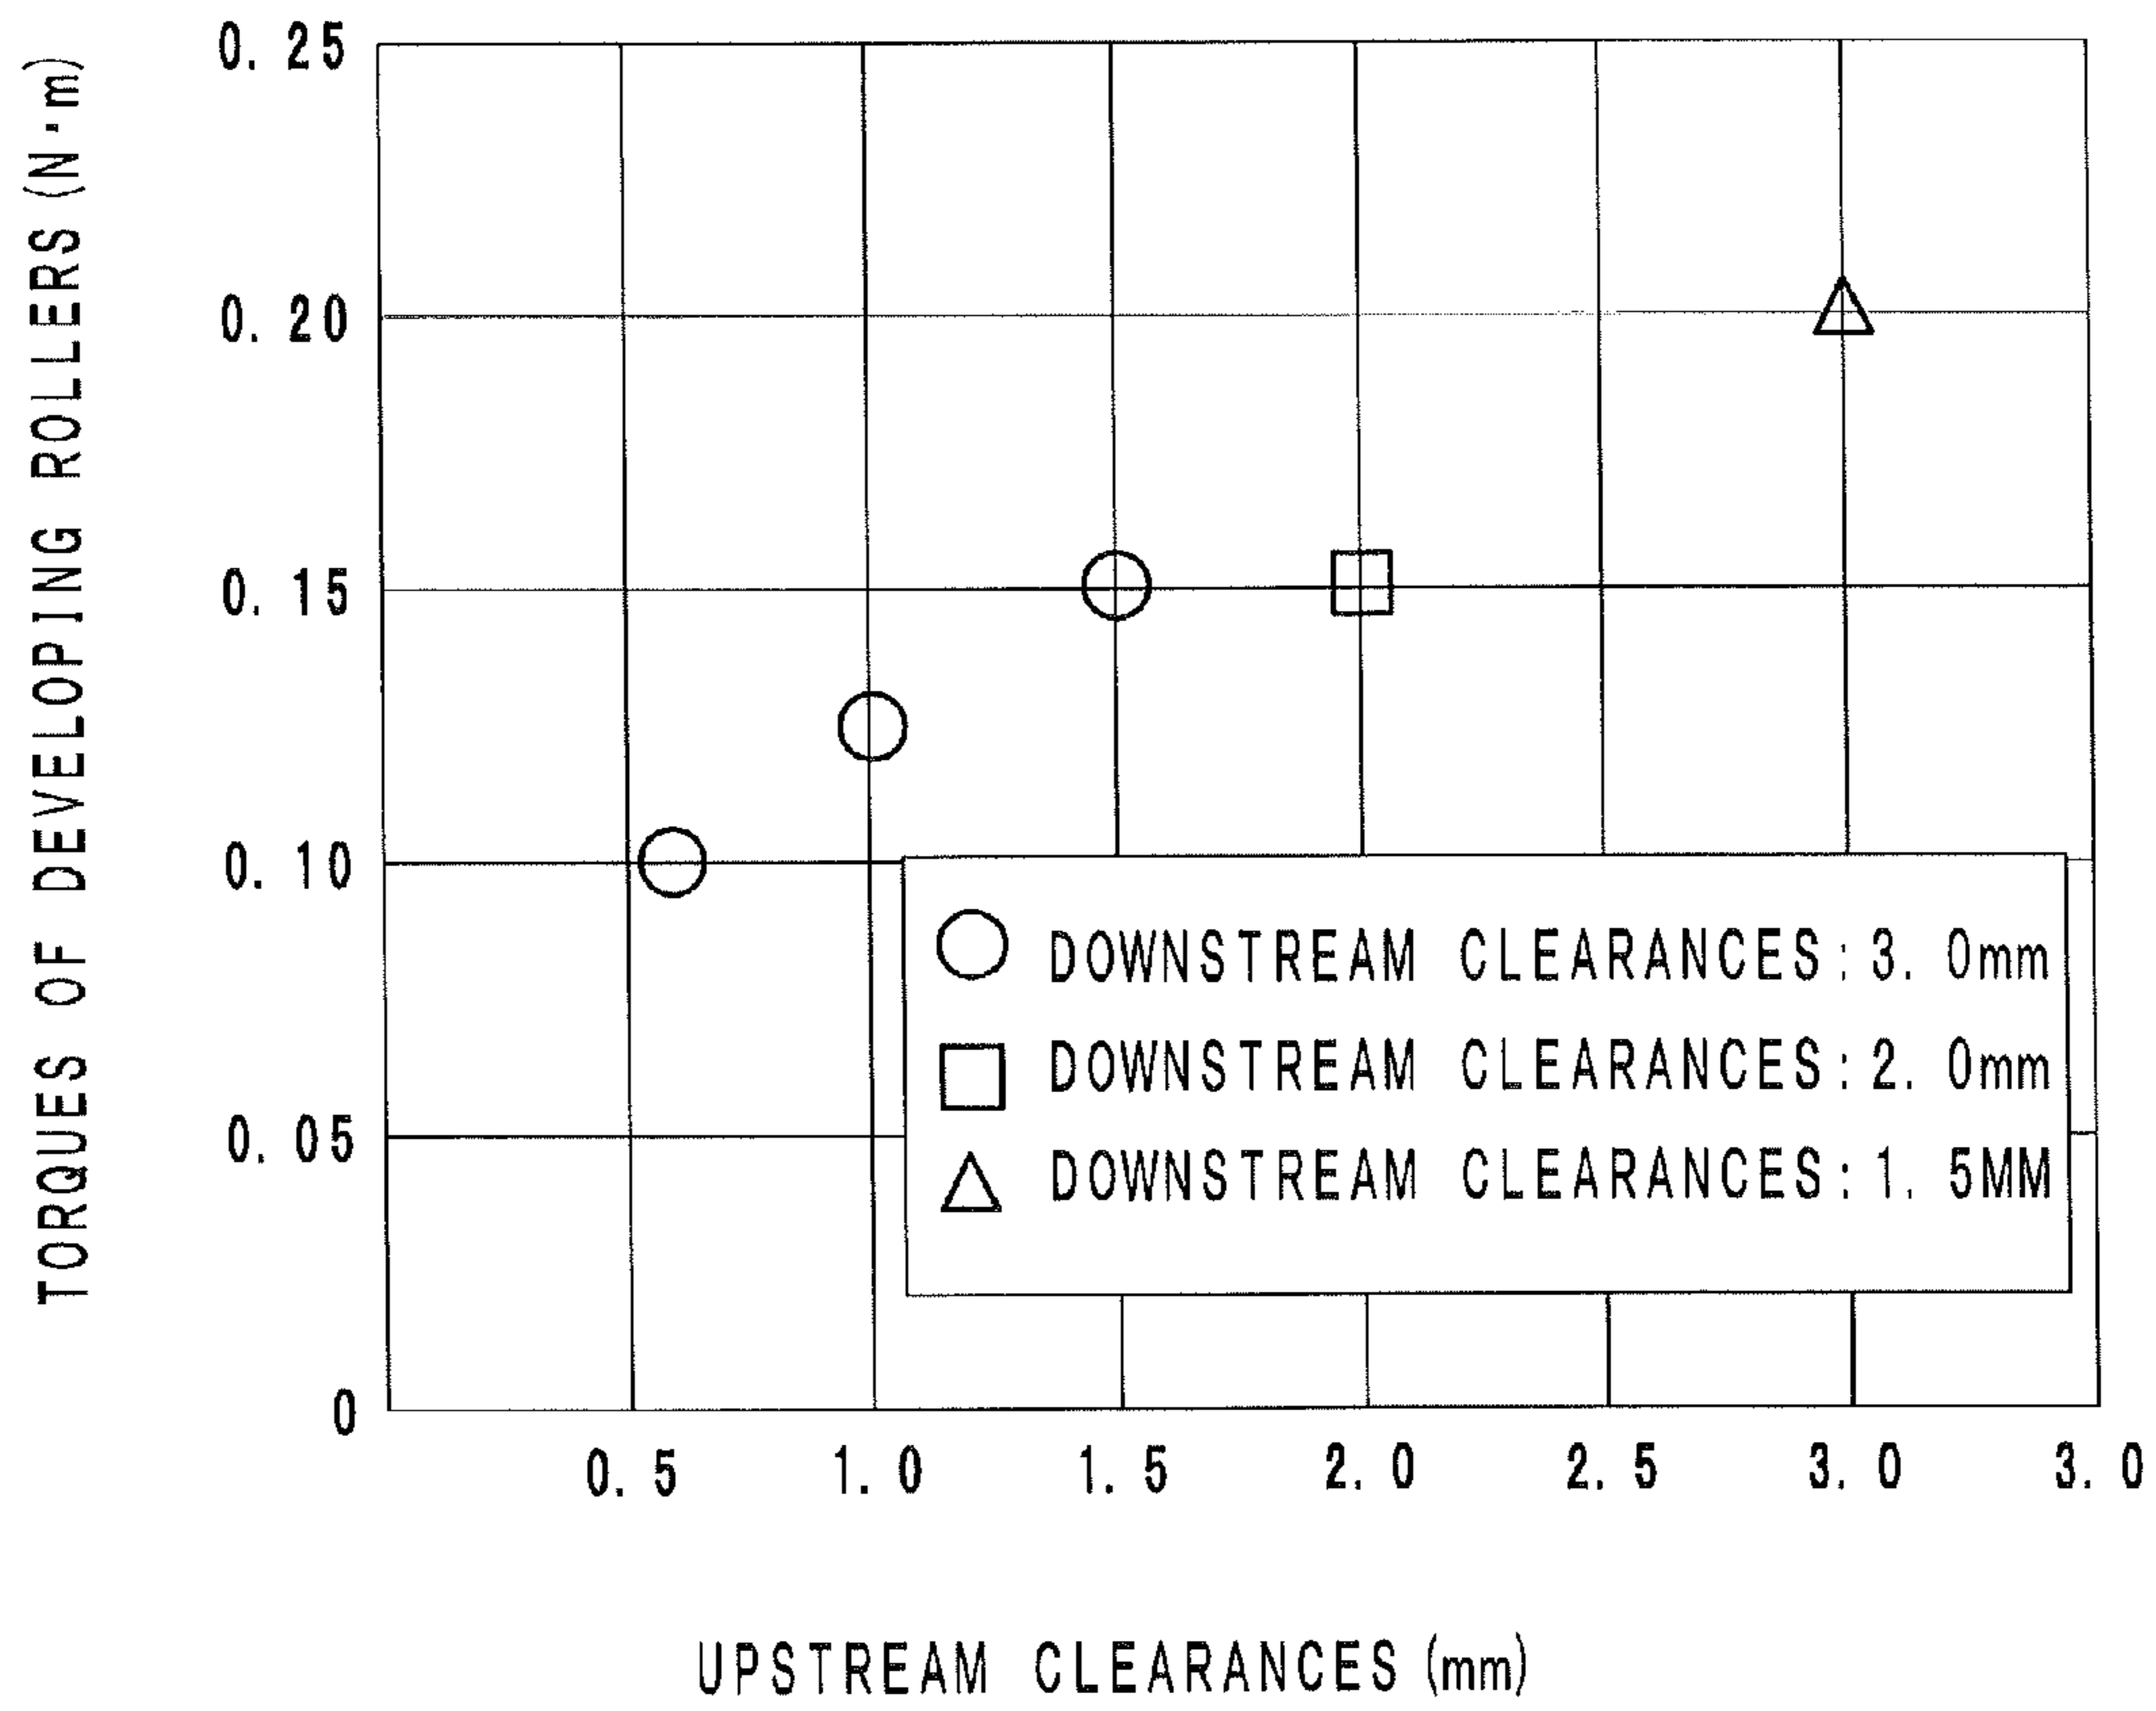 TORQUES OF DEVELOPING ROLLERS (N·m)
0. 25
0. 20
0. 15
0. 10
0. 05
0
DOWNSTREAM CLEARANCES:3. 0mm
DOWNSTREAM CLEARANCES:2. 0mm
DOWNSTREAM CLEARANCES:1. 5MM
0. 5 1. 0 1. 5 2. 0 2. 5 3. 0 3. 0
UPSTREAM CLEARANCES (mm)